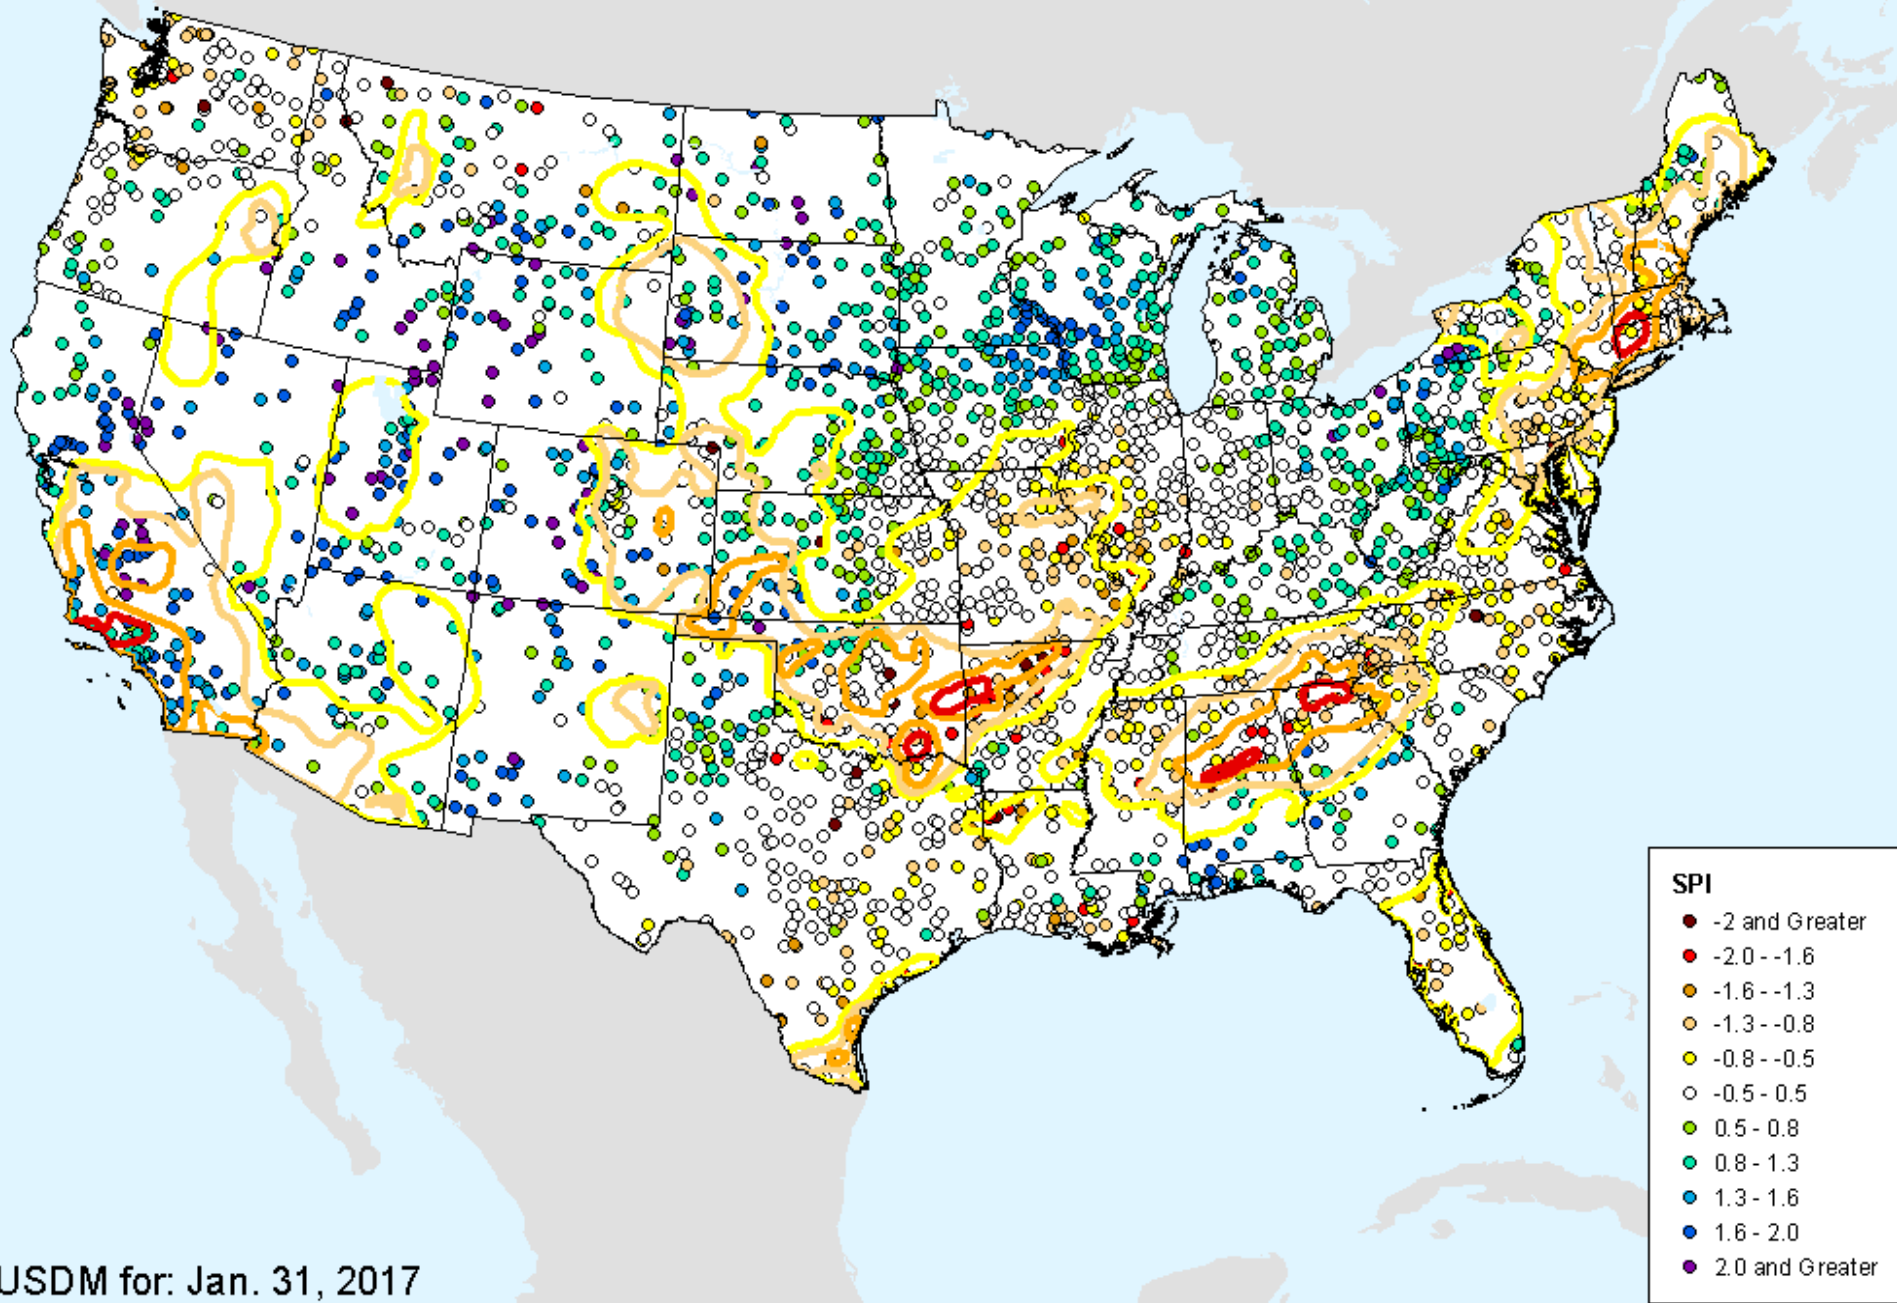 SPI
-2 and Greater
-2.0 - -1.6
-1.6 - -1.3
-1.3 - -0.8
-0.8 - -0.5
-0.5 - 0.5
0.5 - 0.8
0.8 - 1.3
1.3 - 1.6
1.6 - 2.0
2.0 and Greater
USDM for: Jan. 31, 2017